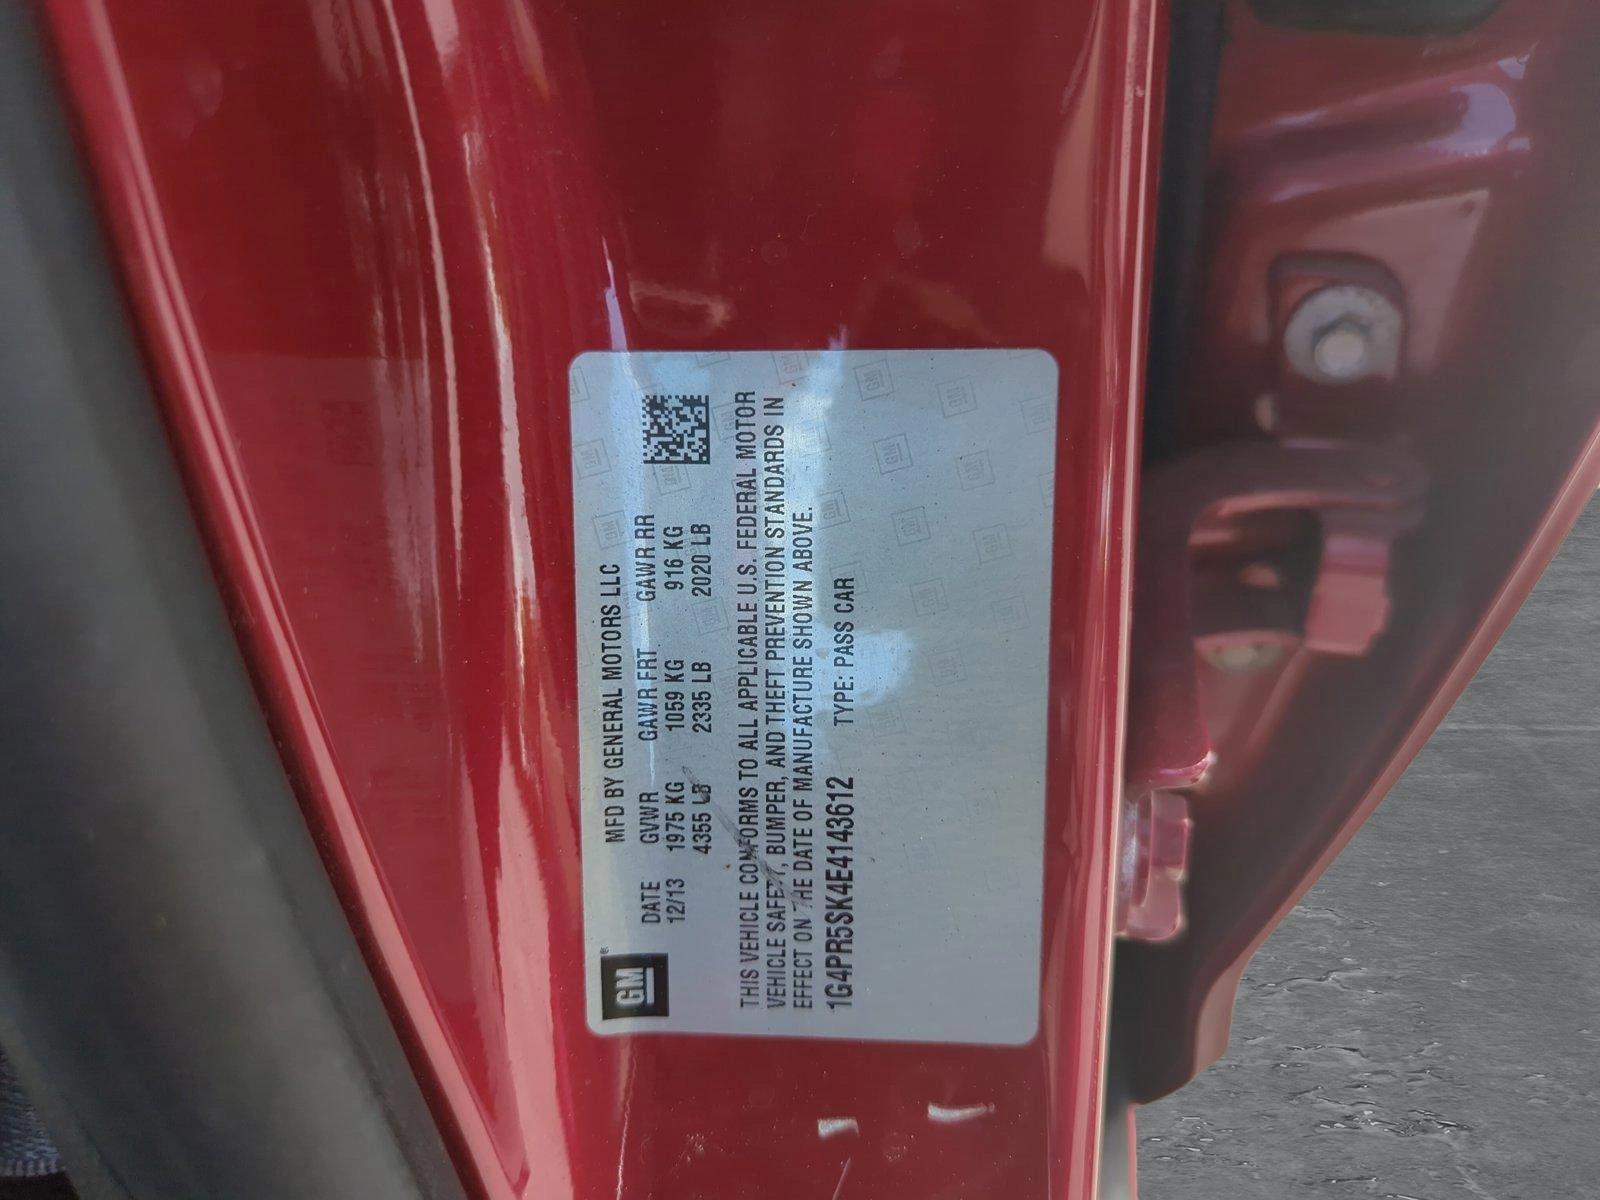 GM®
MFD BY GENERAL MOTORS LLC
DATE GVWR GAWR FRT GAWR RR
12/13 1975 KG 1059 KG 916 KG
4355 LB 2335 LB 2020 LB
THIS VEHICLE CONFORMS TO ALL APPLICABLE U.S. FEDERAL MOTOR
VEHICLE SAFETY, BUMPER, AND THEFT PREVENTION STANDARDS IN
EFFECT ON THE DATE OF MANUFACTURE SHOWN ABOVE.
1G4PR5SK4E4143612 TYPE: PASS CAR